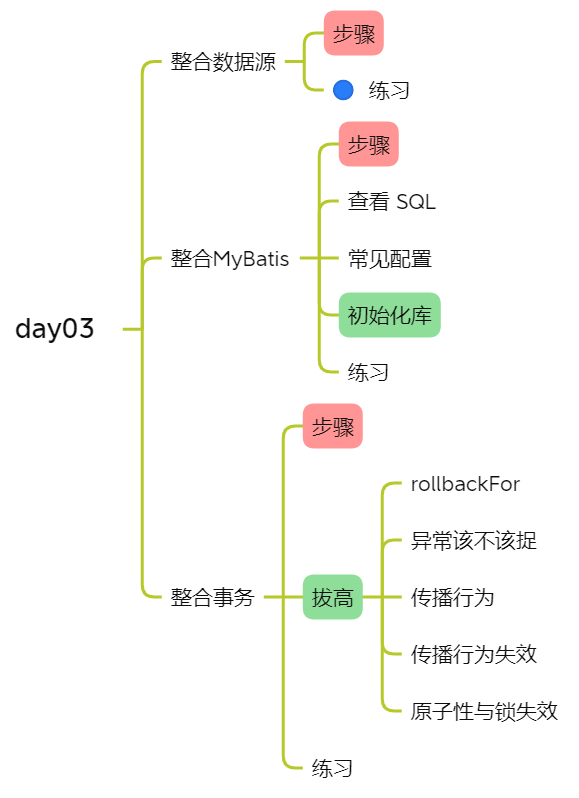 day03
整合数据源
步骤
练习
整合MyBatis
步骤
查看 SQL
常见配置
初始化库
练习
整合事务
步骤
拔高
rollbackFor
异常该不该捉
传播行为
传播行为失效
原子性与锁失效
练习